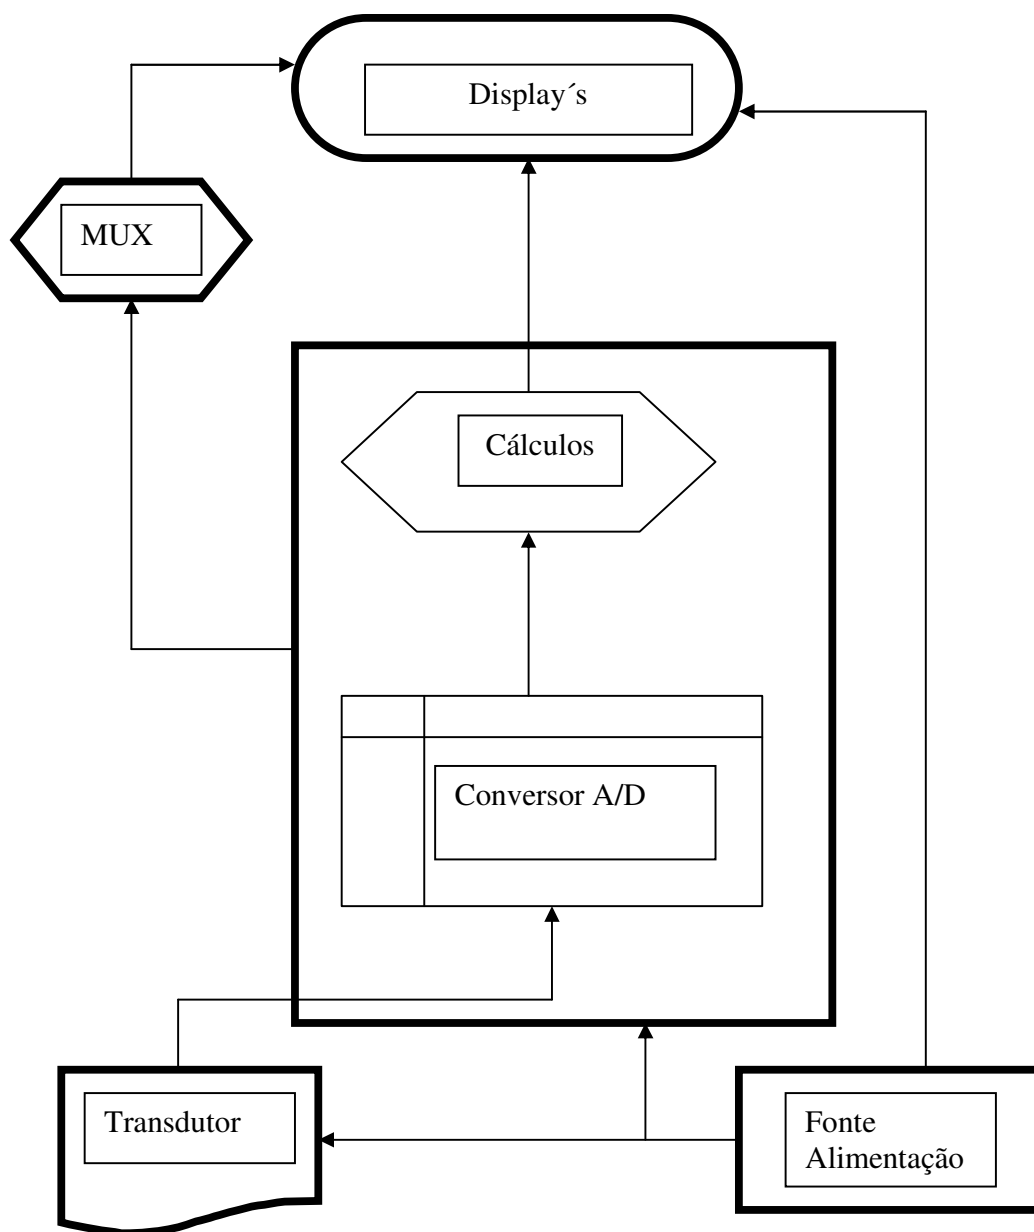 Display´s
MUX
Cálculos
Conversor A/D
Transdutor
Fonte
Alimentação